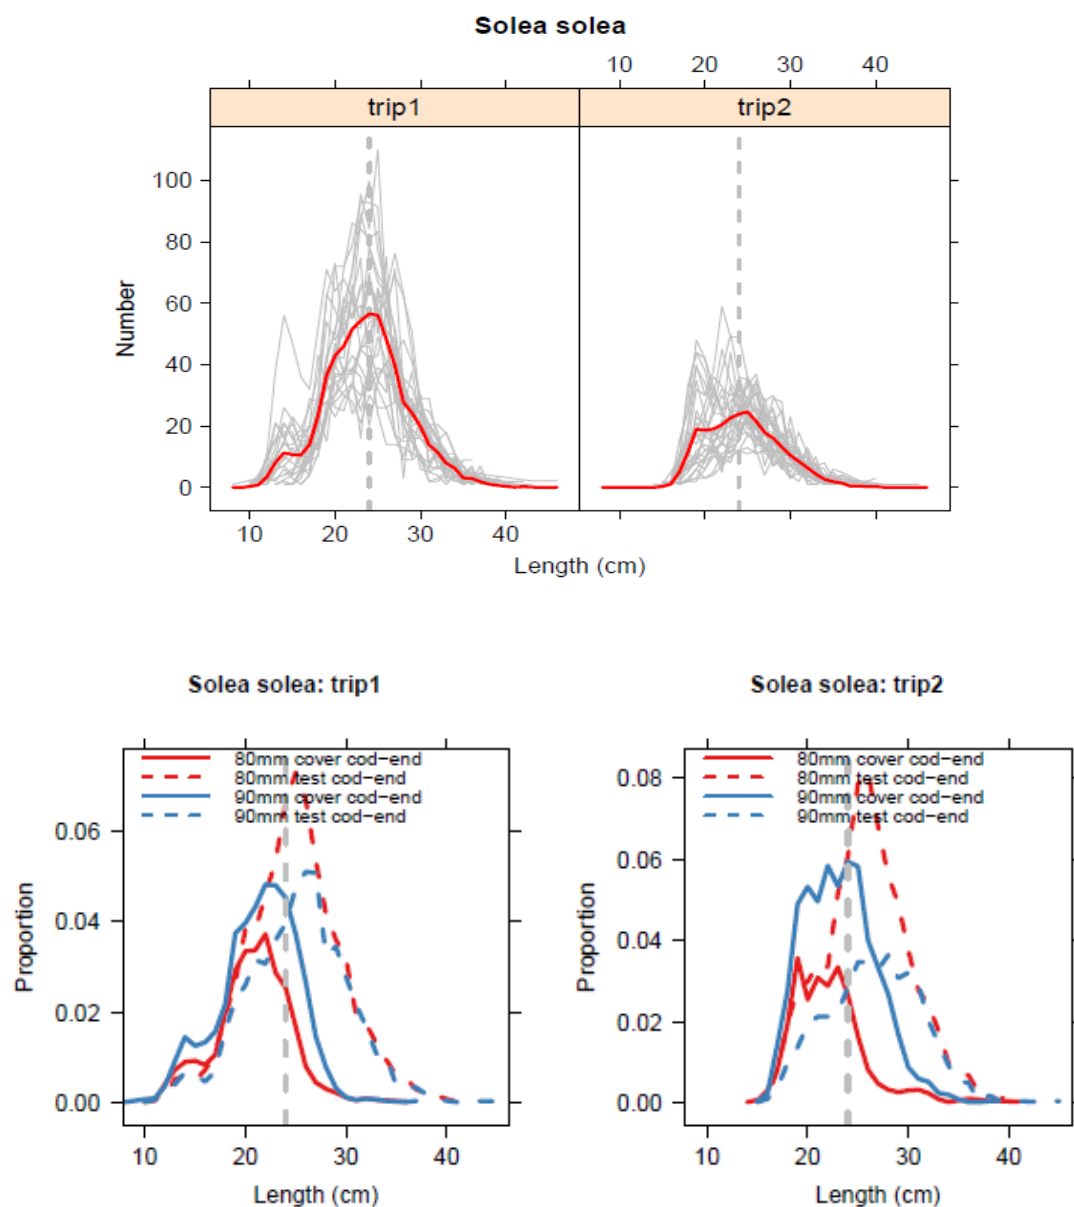 Solea solea
10 20 30 40
trip1 trip2
100
80
60
40
20
0
Number
10 20 30 40
Length (cm)
Solea solea: trip1
80mm cover cod-end
80mm test cod-end
90mm cover cod-end
90mm test cod-end
0.06
0.04
0.02
0.00
Proportion
10 20 30 40
Length (cm)
Solea solea: trip2
80mm cover cod-end
80mm test cod-end
90mm cover cod-end
90mm test cod-end
0.08
0.06
0.04
0.02
0.00
Proportion
10 20 30 40
Length (cm)